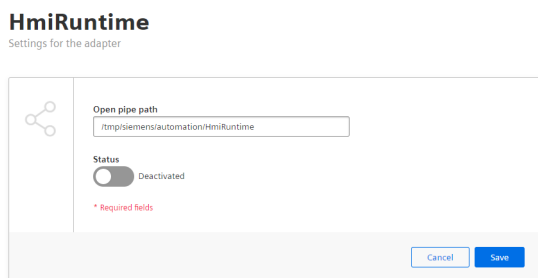 HmiRuntime
Settings for the adapter
Open pipe path
/tmp/siemens/automation/HmiRuntime
Status
Deactivated
* Required fields
Cancel
Save